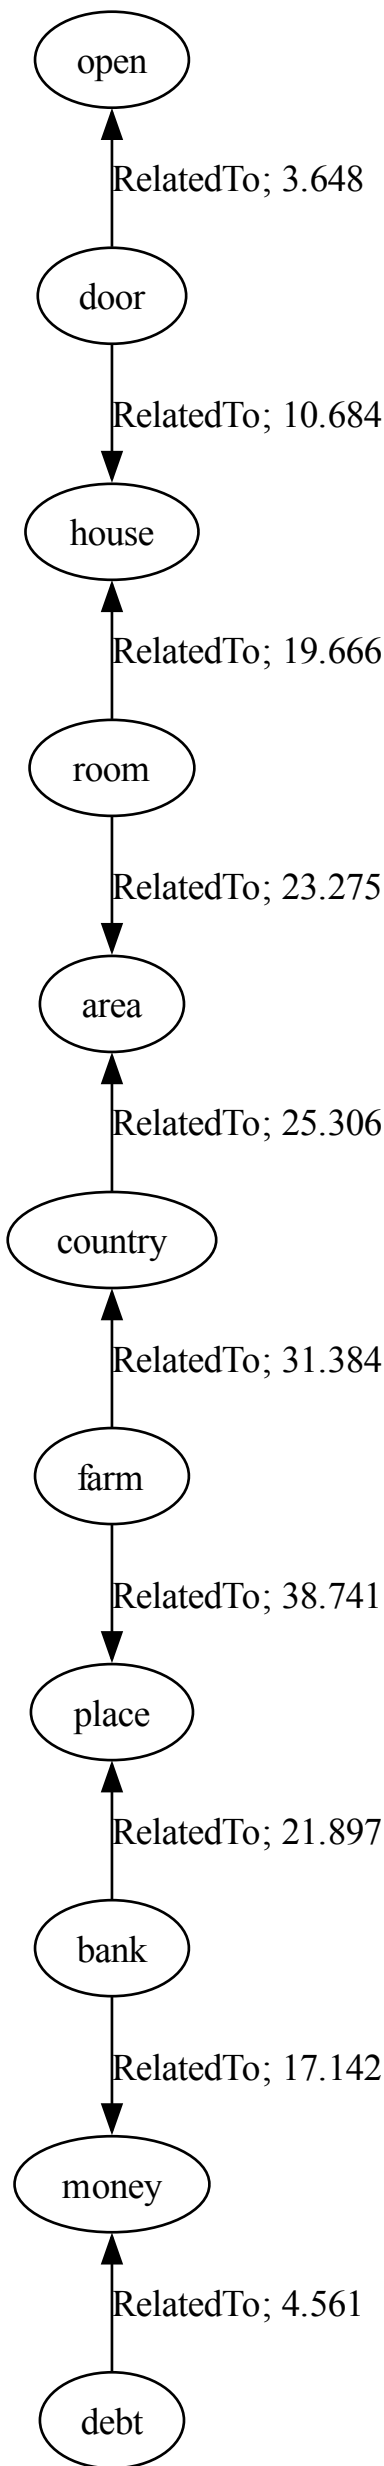 open
RelatedTo; 3.648
door
RelatedTo; 10.684
house
RelatedTo; 19.666
room
RelatedTo; 23.275
area
RelatedTo; 25.306
country
RelatedTo; 31.384
farm
RelatedTo; 38.741
place
RelatedTo; 21.897
bank
RelatedTo; 17.142
money
RelatedTo; 4.561
debt